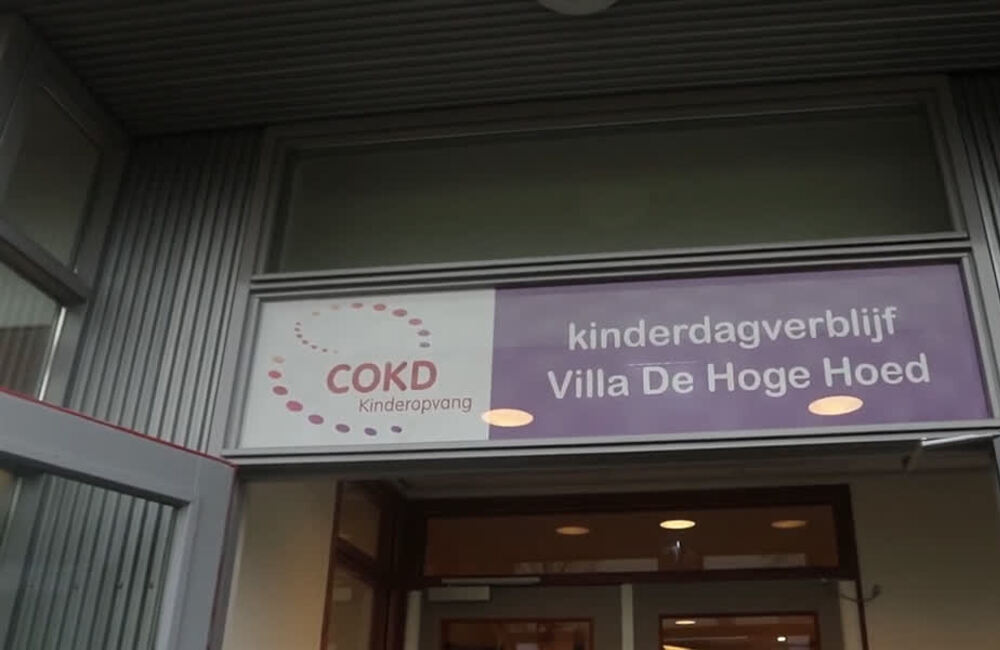 COKD
Kinderopvang
kinderdagverblijf
Villa De Hoge Hoed